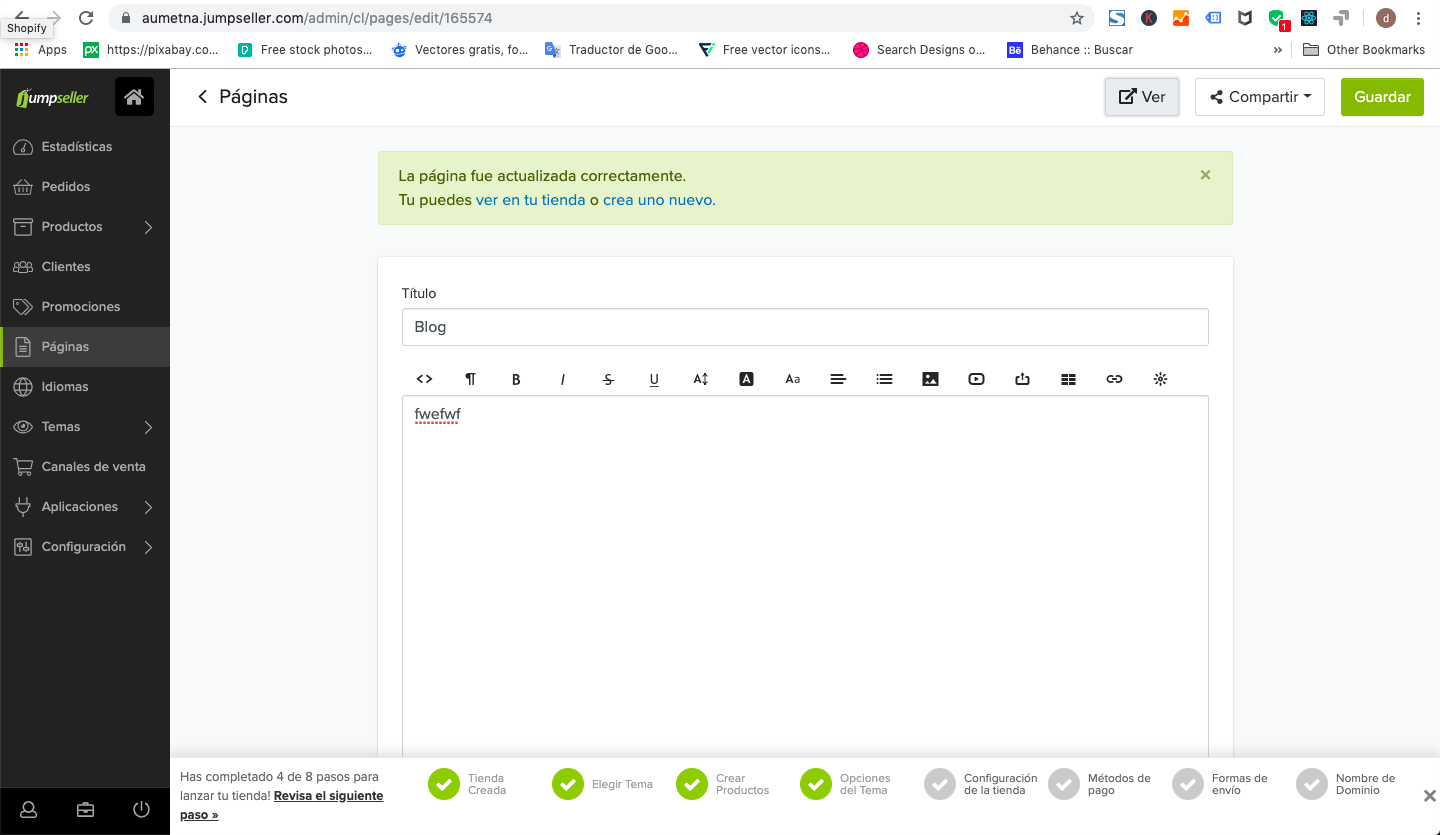 aumetna.jumpseller.com/admin/cl/pages/edit/165574
Shopify
1
d
Apps
px
https://pixabay.co...
Free stock photos...
Vectores gratis, fo...
Traductor de Goo...
Free vector icons...
Search Designs o...
Bē
Behance :: Buscar
»
Other Bookmarks
jumpseller
Páginas
Ver
Compartir
Guardar
Estadísticas
Pedidos
Productos
Clientes
Promociones
Páginas
Idiomas
Temas
Canales de venta
Aplicaciones
Configuración
La página fue actualizada correctamente.
×
Tu puedes ver en tu tienda o crea uno nuevo.
Título
Blog
<> ¶ B I S U A A Aa
fwefwf
Has completado 4 de 8 pasos para
lanzar tu tienda! Revisa el siguiente
paso »
Tienda
Creada
Elegir Tema
Crear
Productos
Opciones
del Tema
Configuración
de la tienda
Métodos de
pago
Formas de
envío
Nombre de
Dominio
×